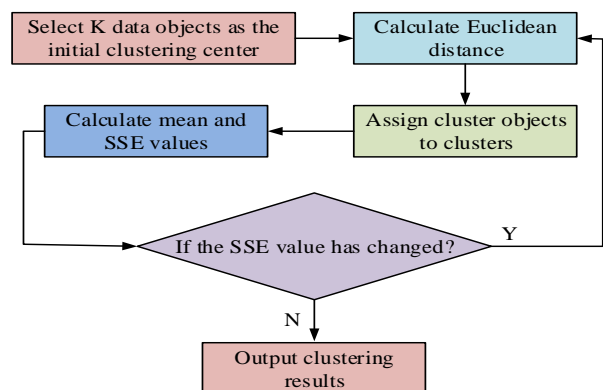 Select K data objects as the
initial clustering center
Calculate Euclidean
distance
Calculate mean and
SSE values
Assign cluster objects
to clusters
If the SSE value has changed?
Y
N
Output clustering
results